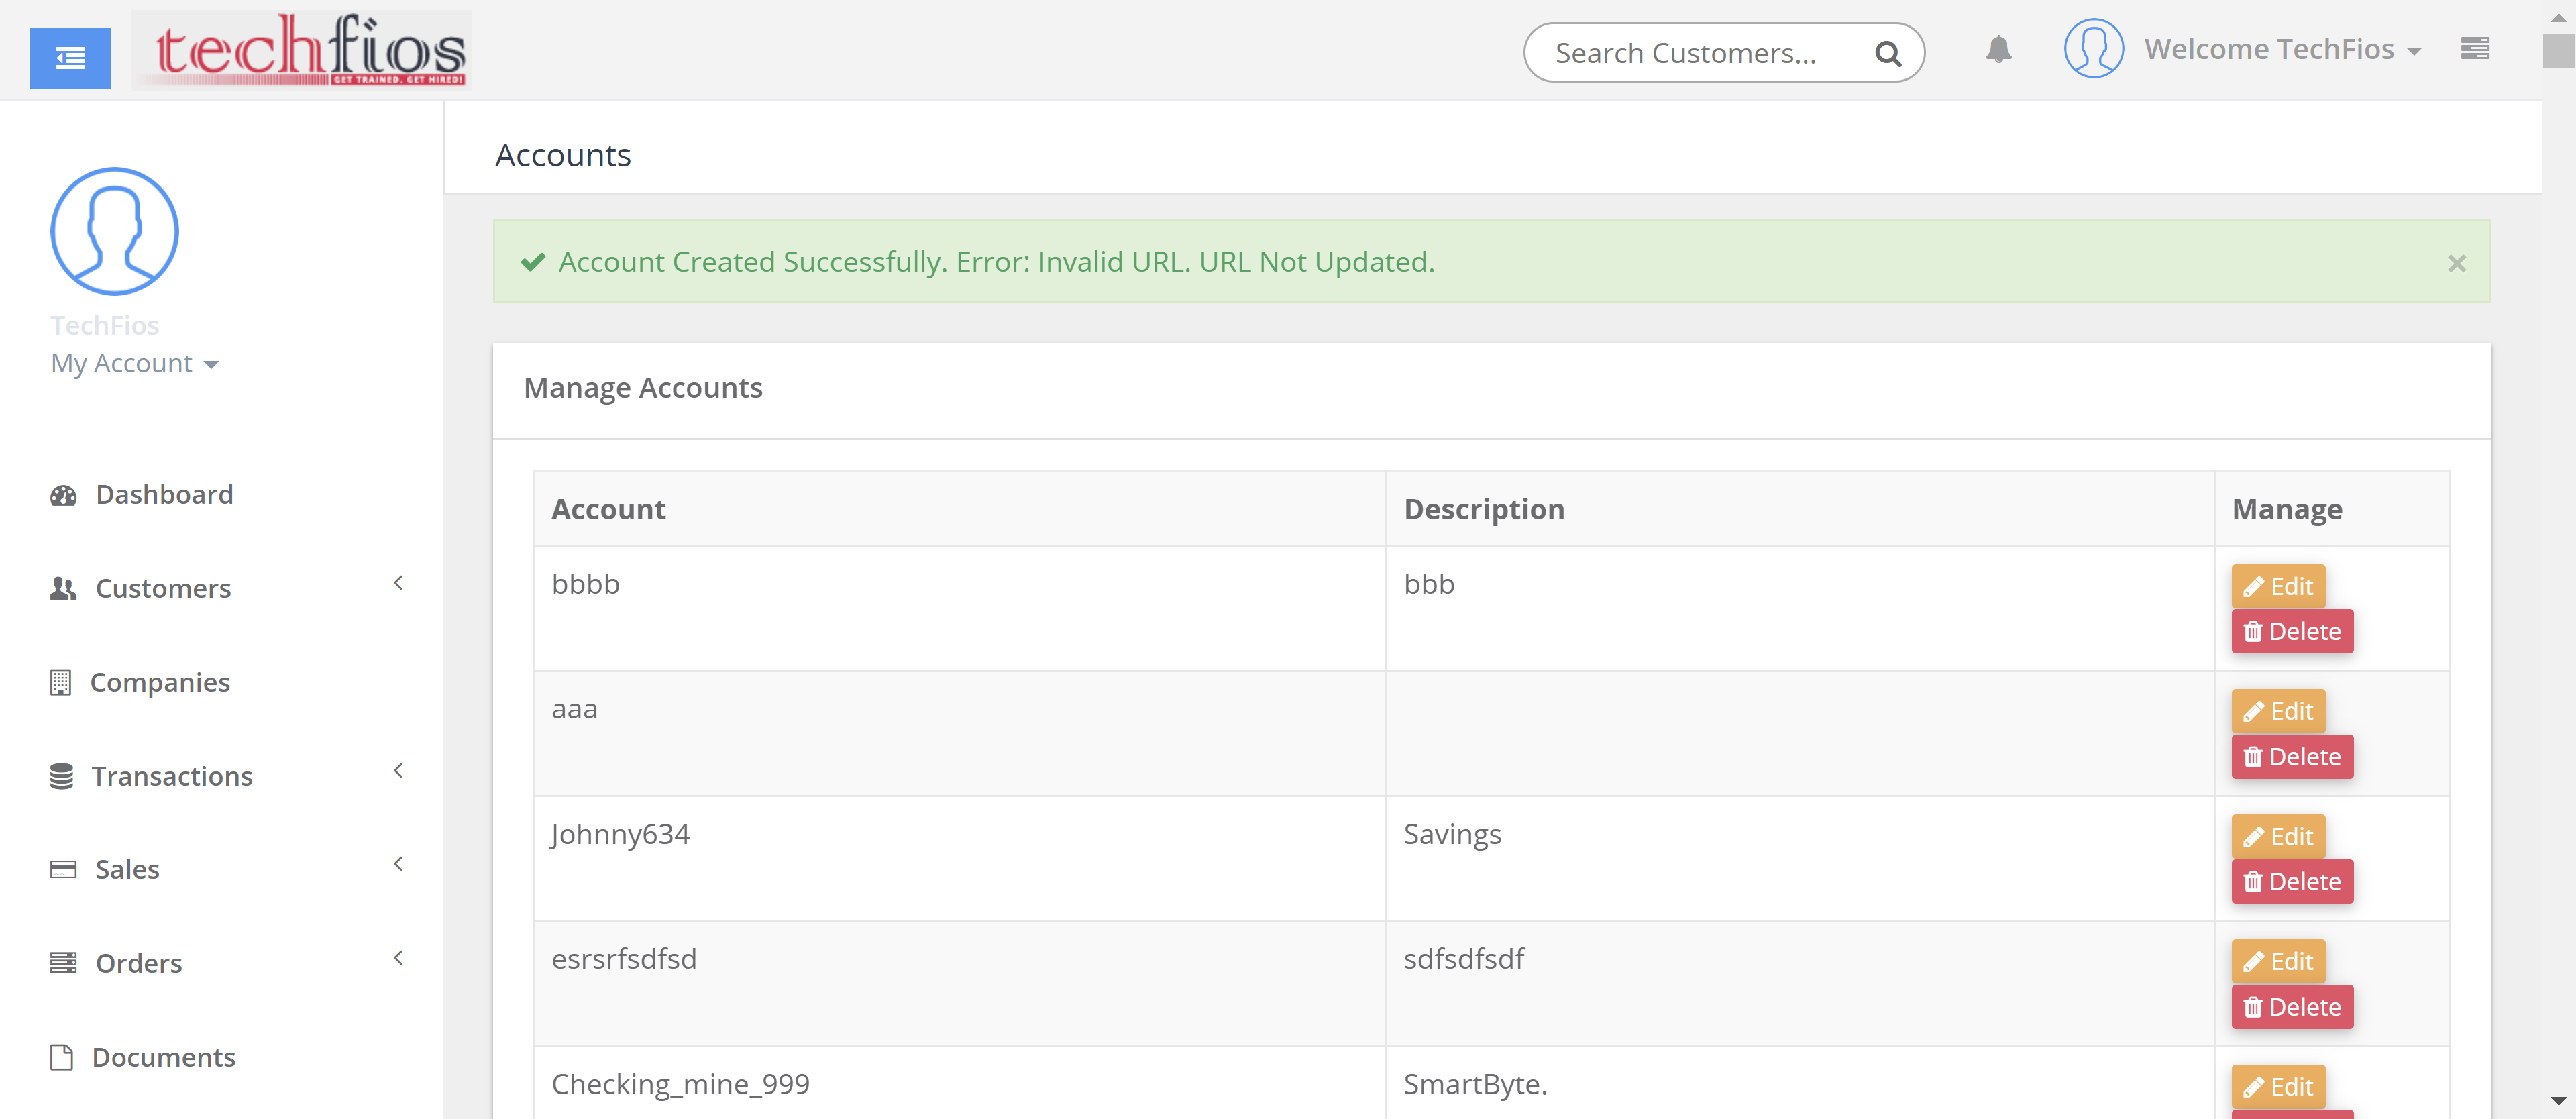 techfios
GET TRAINED. GET HIRED!
Search Customers...
Welcome TechFios
TechFios
My Account
Dashboard
Customers
Companies
Transactions
Sales
Orders
Documents
Accounts
Account Created Successfully. Error: Invalid URL. URL Not Updated.
×
Manage Accounts
Account Description Manage
bbbb bbb Edit
Delete
aaa Edit
Delete
Johnny634 Savings Edit
Delete
esrsrfsdfsd sdfsdfsdf Edit
Delete
Checking_mine_999 SmartByte. Edit